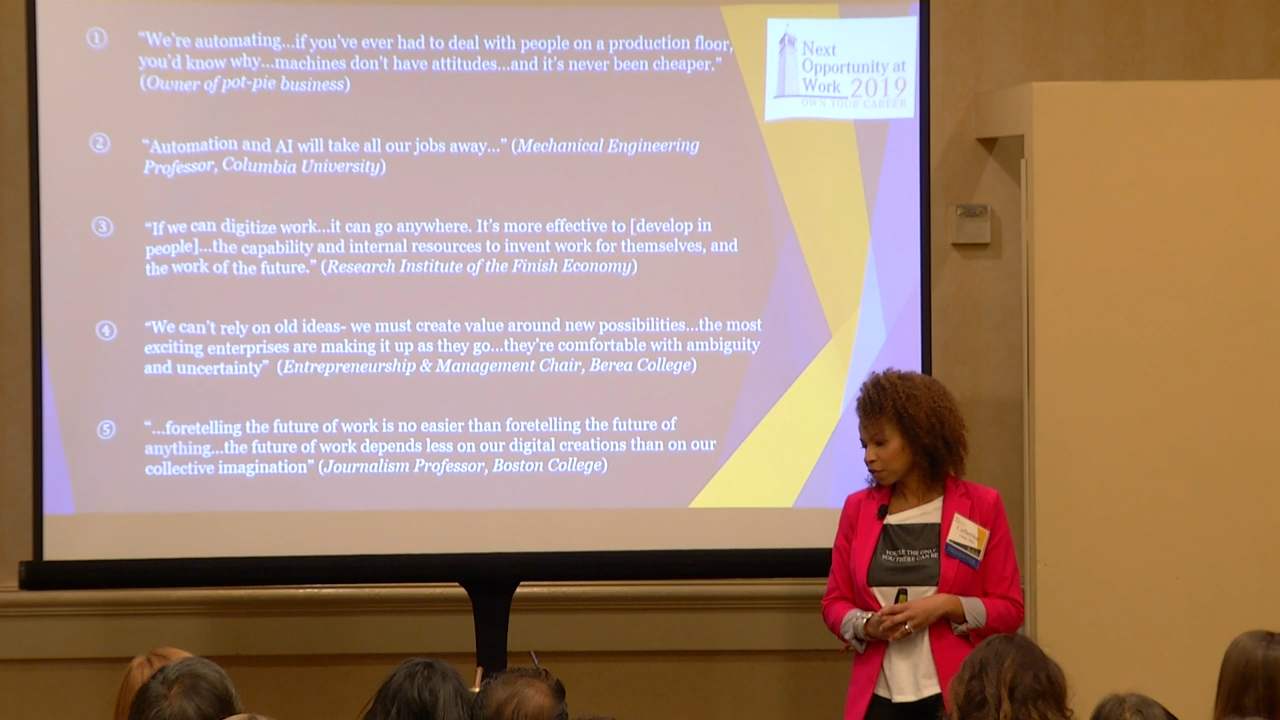 ① “We’re automating...if you’ve ever had to deal with people on a production floor,
you’d know why...machines don’t have attitudes...and it’s never been cheaper.”
(Owner of pot-pie business)
② “Automation and AI will take all our jobs away...” (Mechanical Engineering
Professor, Columbia University)
③ “If we can digitize work...it can go anywhere. It’s more effective to [develop in
people]...the capability and internal resources to invent work for themselves, and
the work of the future.” (Research Institute of the Finish Economy)
④ “We can’t rely on old ideas- we must create value around new possibilities...the most
exciting enterprises are making it up as they go...they’re comfortable with ambiguity
and uncertainty” (Entrepreneurship & Management Chair, Berea College)
⑤ “...foretelling the future of work is no easier than foretelling the future of
anything...the future of work depends less on our digital creations than on our
collective imagination” (Journalism Professor, Boston College)
Next
Opportunity at
Work 2019
OWN YOUR CAREER
YOU'RE THE ONLY
YOU THERE CAN BE